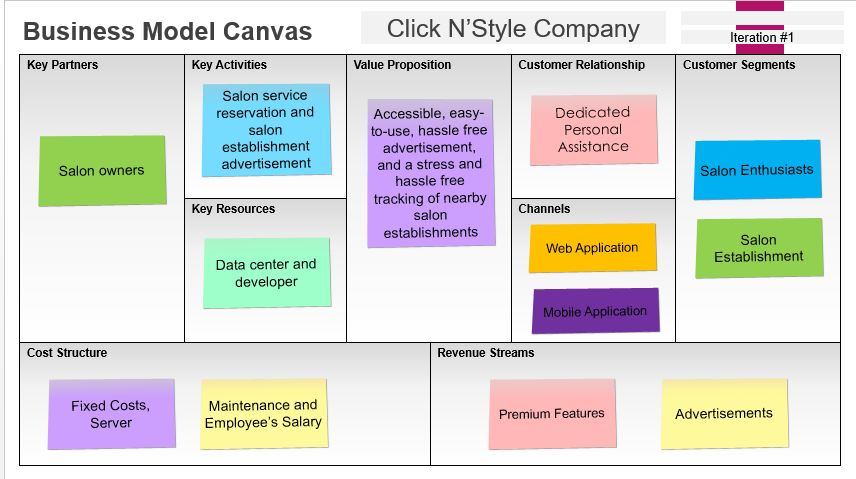 Business Model Canvas
Click N’Style Company
Iteration #1
Key Partners
Salon owners
Key Activities
Salon service
reservation and
salon
establishment
advertisement
Key Resources
Data center and
developer
Value Proposition
Accessible, easy-
to-use, hassle free
advertisement,
and a stress and
hassle free
tracking of nearby
salon
establishments
Customer Relationship
Dedicated
Personal
Assistance
Channels
Web Application
Mobile Application
Customer Segments
Salon Enthusiasts
Salon
Establishment
Cost Structure
Fixed Costs,
Server
Maintenance and
Employee’s Salary
Revenue Streams
Premium Features
Advertisements